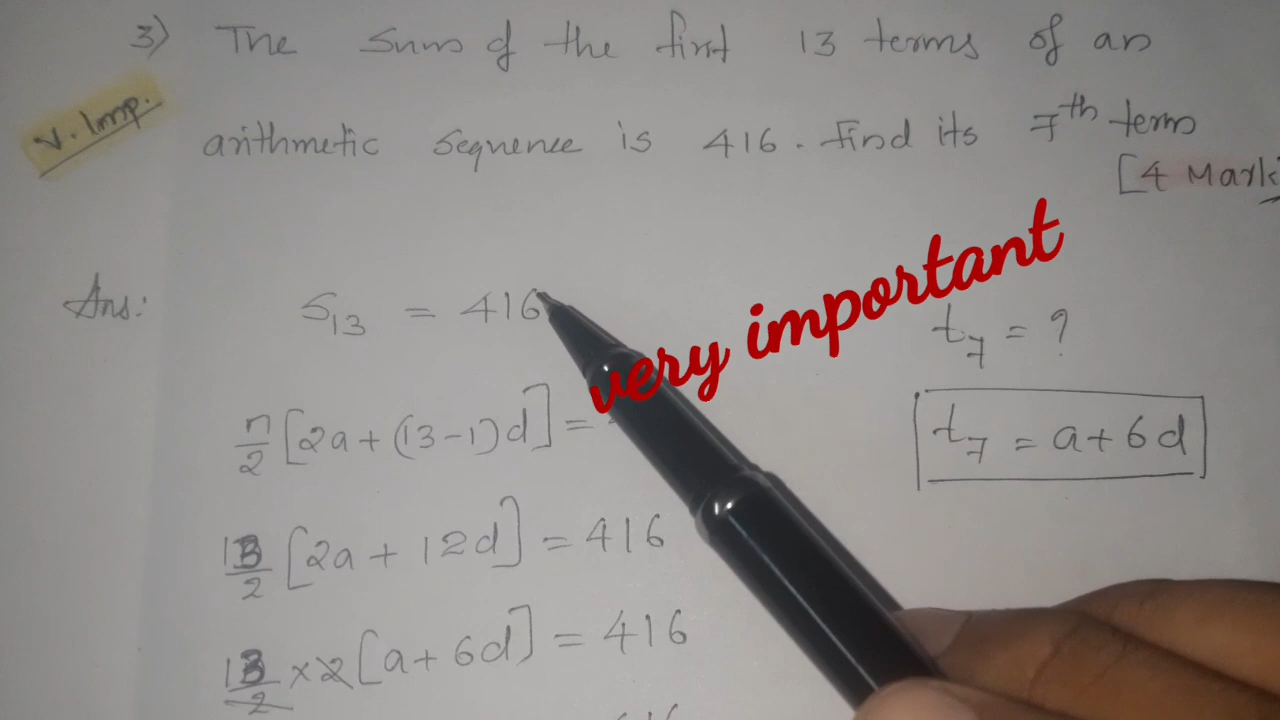 3) The Sum of the first 13 terms of an
V. Imp.
arithmetic sequence is 416. Find its 7th term
[4 Mark
very important
Ans: S13 = 416
t7 = ?
n/2 [2a + (13-1)d] =
t7 = a+6d
13/2 [2a + 12d] = 416
13/2 × 2 [a + 6d] = 416